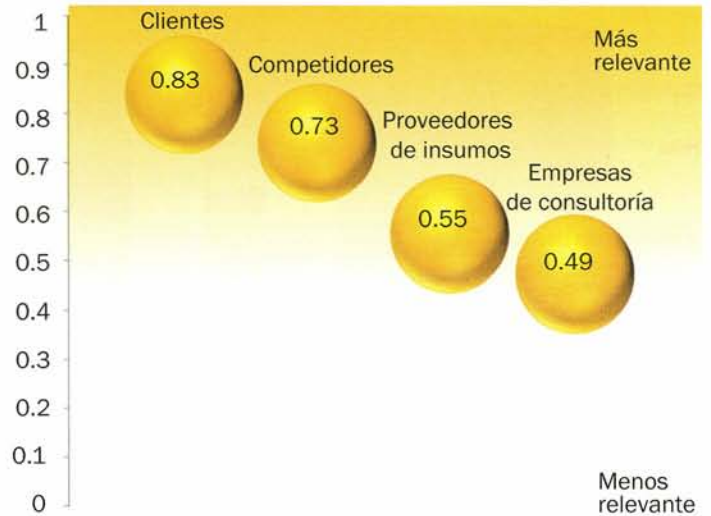 1
0.9
0.8
0.7
0.6
0.5
0.4
0.3
0.2
0.1
0
Clientes
0.83
Competidores
0.73
Proveedores
de insumos
0.55
Empresas
de consultoría
0.49
Más
relevante
Menos
relevante